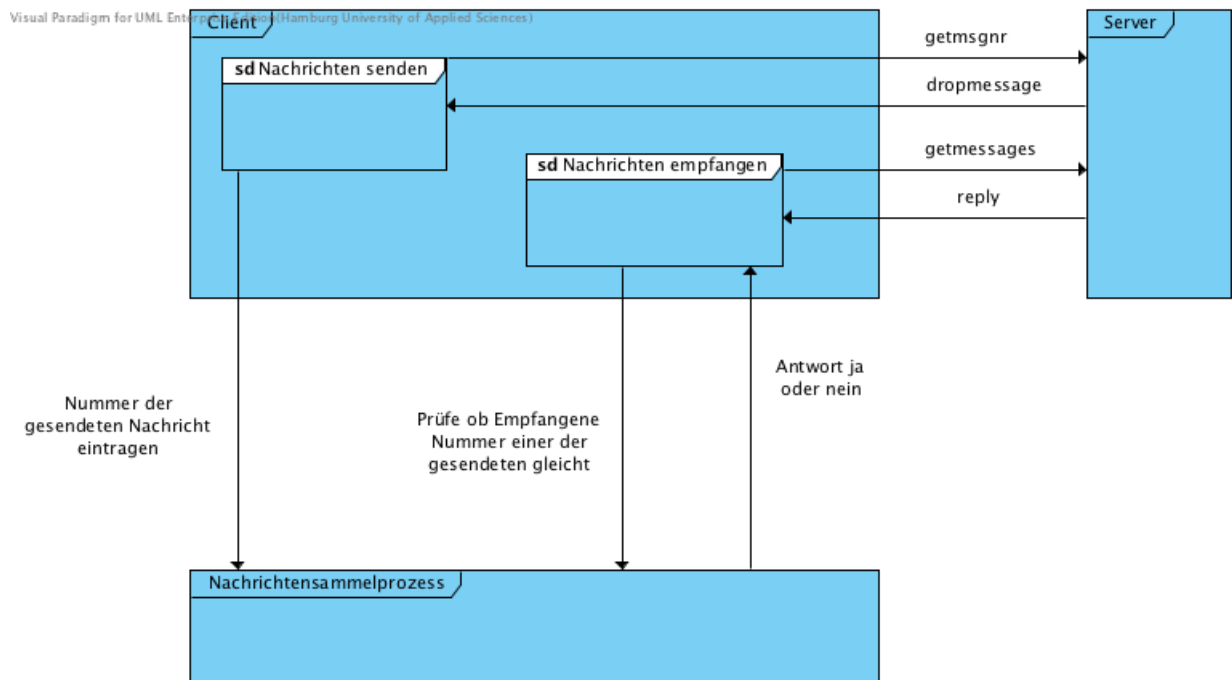 Visual Paradigm for UML Enterprise Edition(Hamburg University of Applied Sciences)
Client
Server
getmsgnr
sd Nachrichten senden
dropmessage
getmessages
sd Nachrichten empfangen
reply
Antwort ja
oder nein
Nummer der
gesendeten Nachricht
eintragen
Prüfe ob Empfangene
Nummer einer der
gesendeten gleicht
Nachrichtensammelprozess